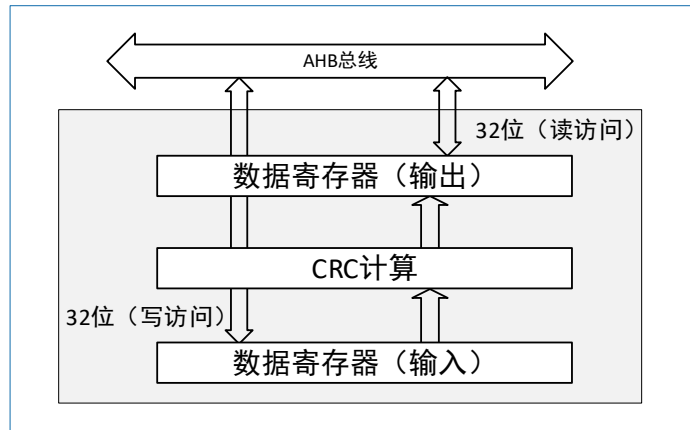 AHB总线
32位（读访问）
数据寄存器（输出）
CRC计算
32位（写访问）
数据寄存器（输入）